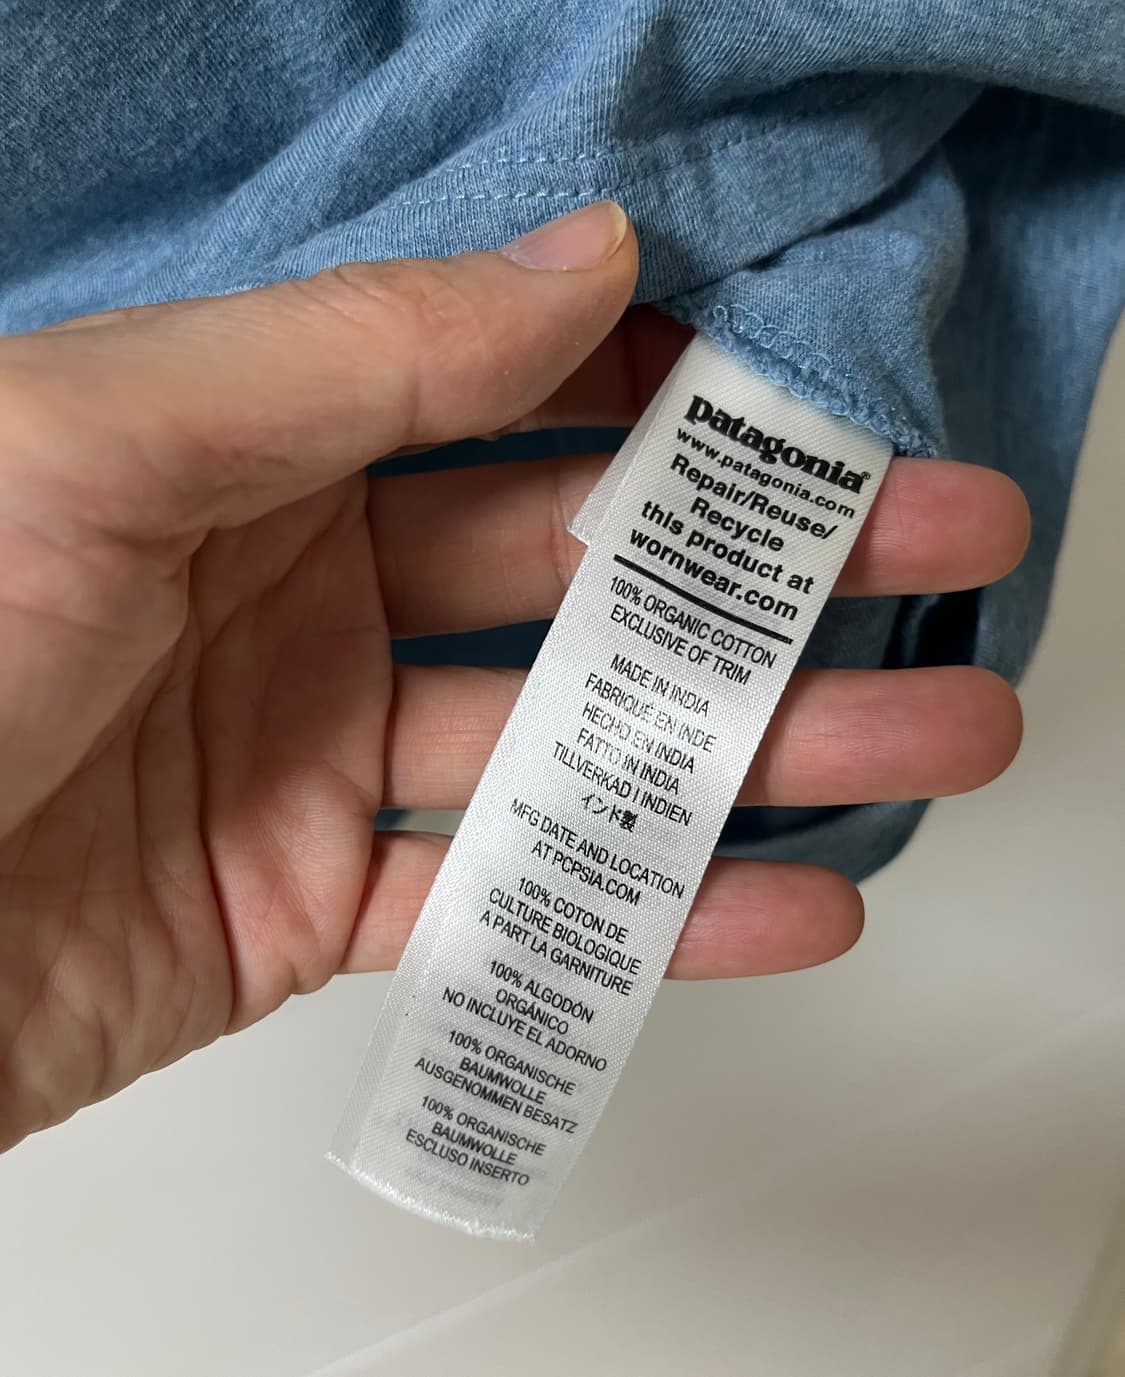 patagonia®
www.patagonia.com
Repair/Reuse/
Recycle
this product at
wornwear.com
100% ORGANIC COTTON
EXCLUSIVE OF TRIM
MADE IN INDIA
FABRIQUÉ EN INDE
HECHO EN INDIA
FATTO IN INDIA
TILLVERKAD I INDIEN
インド製
MFG DATE AND LOCATION
AT PCPSIA.COM
100% COTON DE
CULTURE BIOLOGIQUE
A PART LA GARNITURE
100% ALGODÓN
ORGÁNICO
NO INCLUYE EL ADORNO
100% ORGANISCHE
BAUMWOLLE
AUSGENOMMEN BESATZ
100% ORGANISCHE
BAUMWOLLE
ESCLUSO INSERTO